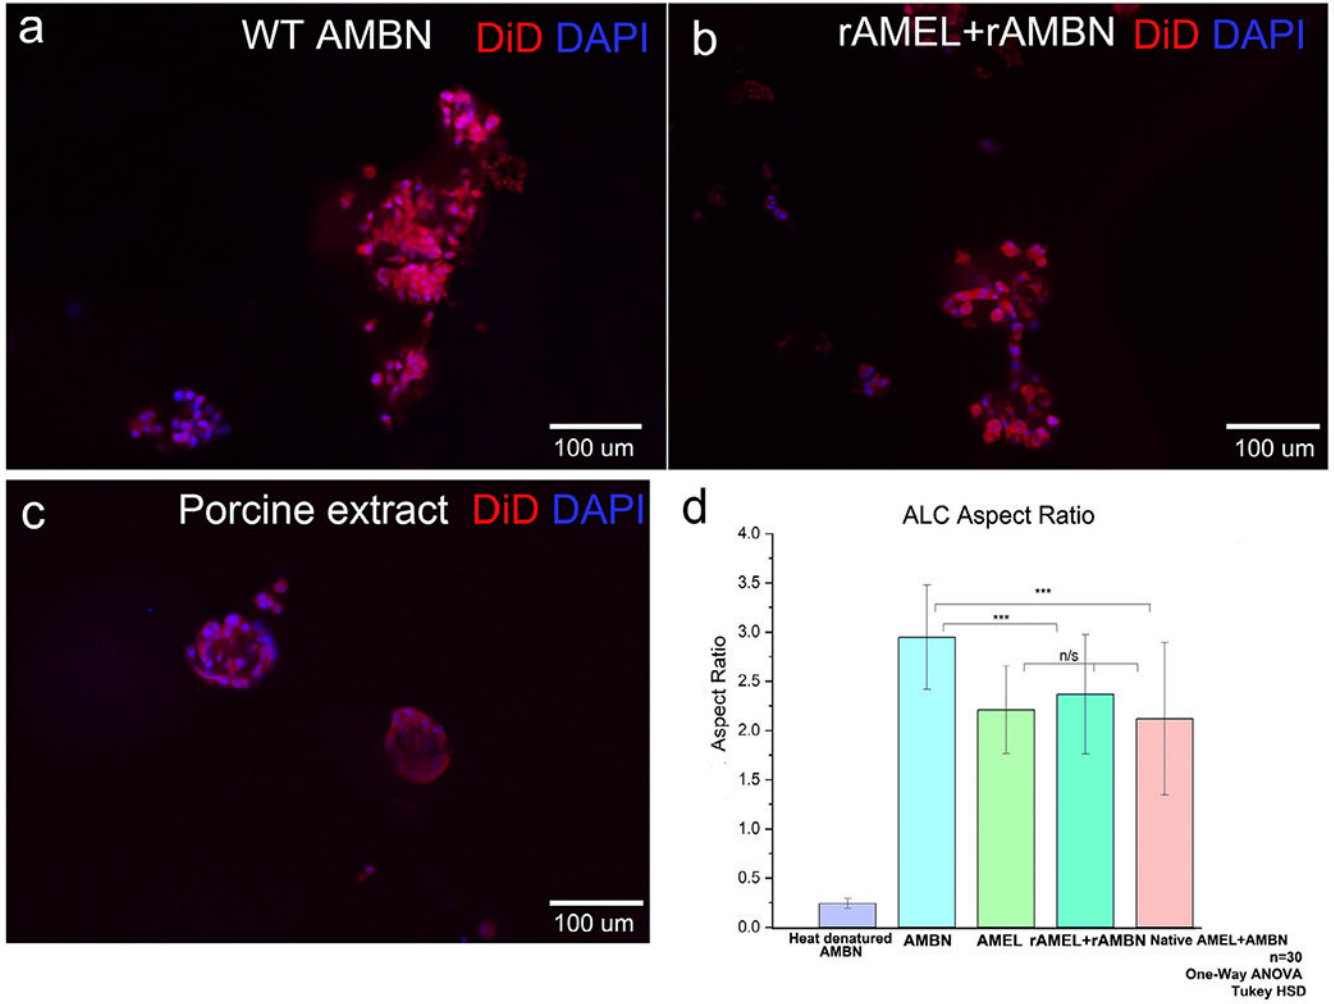 a
WT AMBN DiD DAPI
100 um
b
rAMEL+rAMBN DiD DAPI
100 um
c
Porcine extract DiD DAPI
100 um
d
ALC Aspect Ratio
Aspect Ratio
4.0
3.5
3.0
2.5
2.0
1.5
1.0
0.5
0.0
***
***
n/s
Heat denatured
AMBN
AMBN
AMEL
rAMEL+rAMBN
Native AMEL+AMBN
n=30
One-Way ANOVA
Tukey HSD